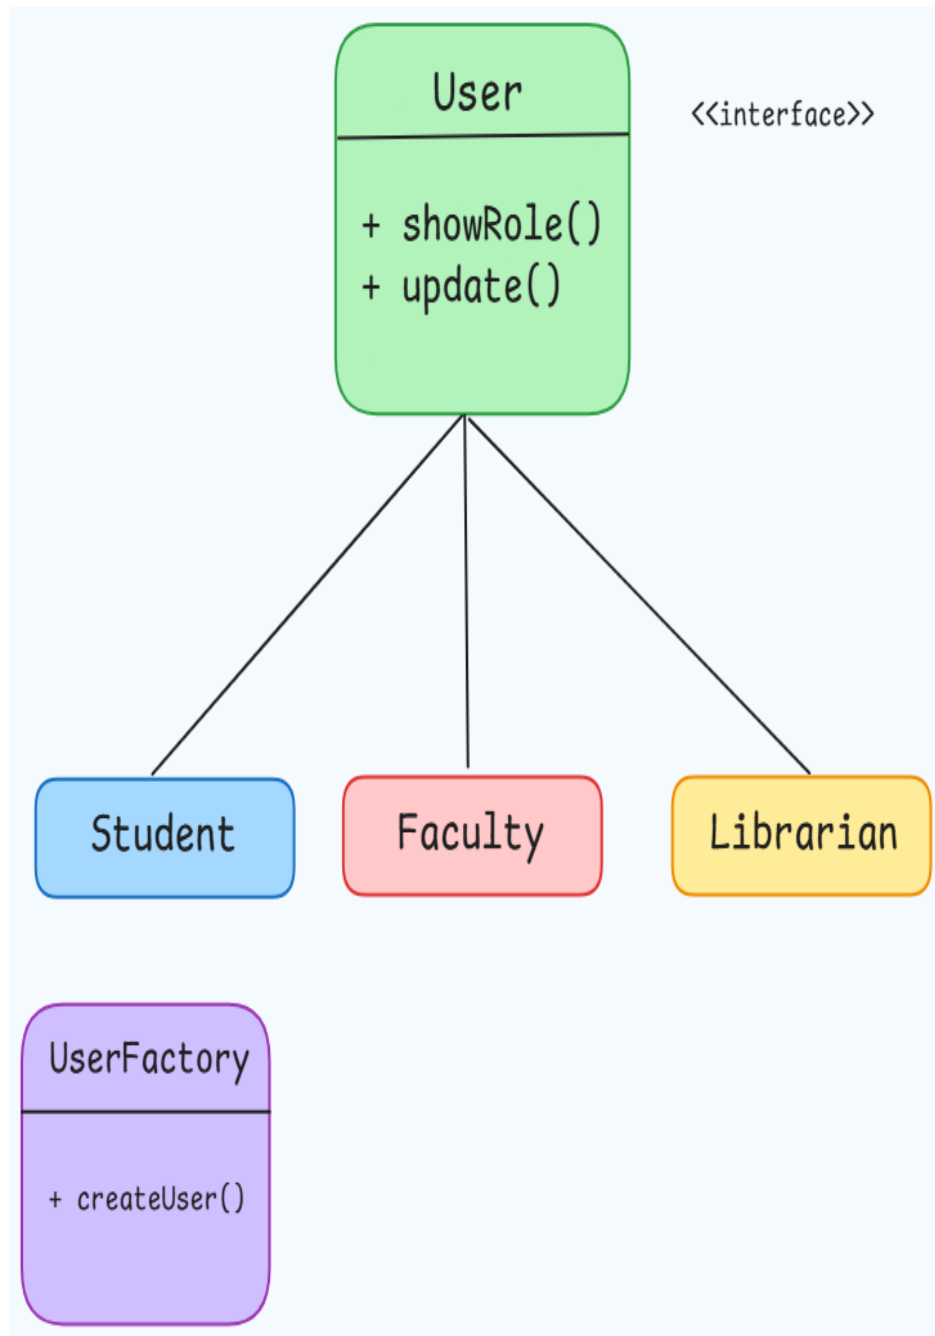 User
<<interface>>
+ showRole()
+ update()
Student
Faculty
Librarian
UserFactory
+ createUser()